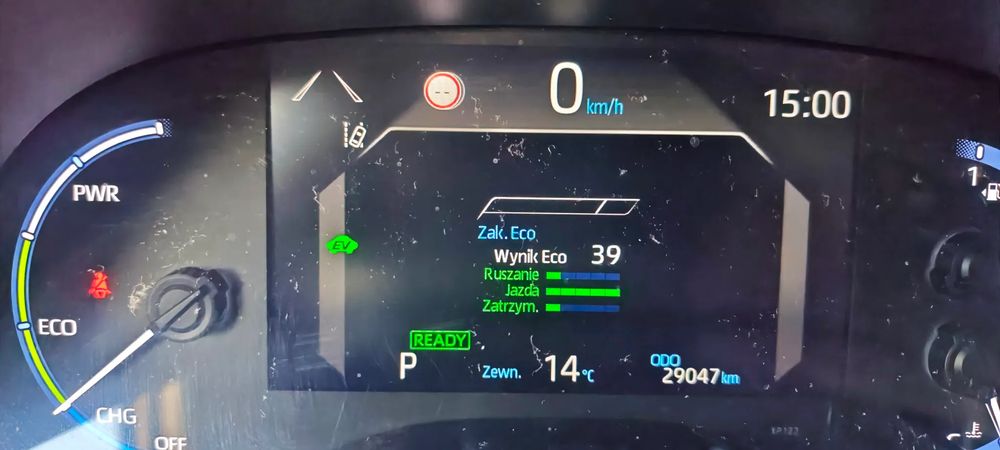 0 km/h
15:00
--
PWR
1
Zak. Eco
EV
Wynik Eco 39
Ruszanie
Jazda
ECO
Zatrzym.
READY
P Zewn. 14°C
ODO
29047 km
CHG
OFF